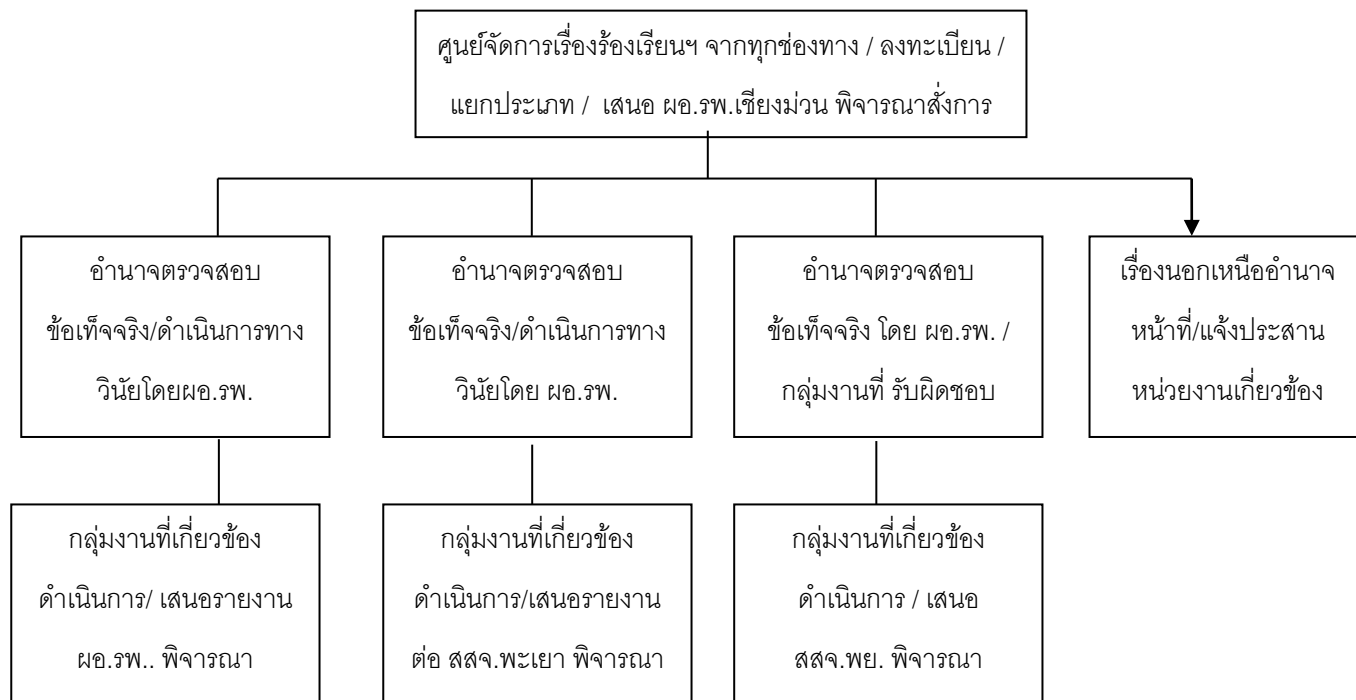 ศูนย์จัดการเรื่องร้องเรียนฯ จากทุกช่องทาง / ลงทะเบียน /
แยกประเภท / เสนอ ผอ.รพ.เชียงม่วน พิจารณาสั่งการ
อำนาจตรวจสอบ
ข้อเท็จจริง/ดำเนินการทาง
วินัยโดยผอ.รพ.
อำนาจตรวจสอบ
ข้อเท็จจริง/ดำเนินการทาง
วินัยโดย ผอ.รพ.
อำนาจตรวจสอบ
ข้อเท็จจริง โดย ผอ.รพ. /
กลุ่มงานที่ รับผิดชอบ
เรื่องนอกเหนืออำนาจ
หน้าที่/แจ้งประสาน
หน่วยงานเกี่ยวข้อง
กลุ่มงานที่เกี่ยวข้อง
ดำเนินการ/ เสนอรายงาน
ผอ.รพ.. พิจารณา
กลุ่มงานที่เกี่ยวข้อง
ดำเนินการ/เสนอรายงาน
ต่อ สสจ.พะเยา พิจารณา
กลุ่มงานที่เกี่ยวข้อง
ดำเนินการ / เสนอ
สสจ.พย. พิจารณา